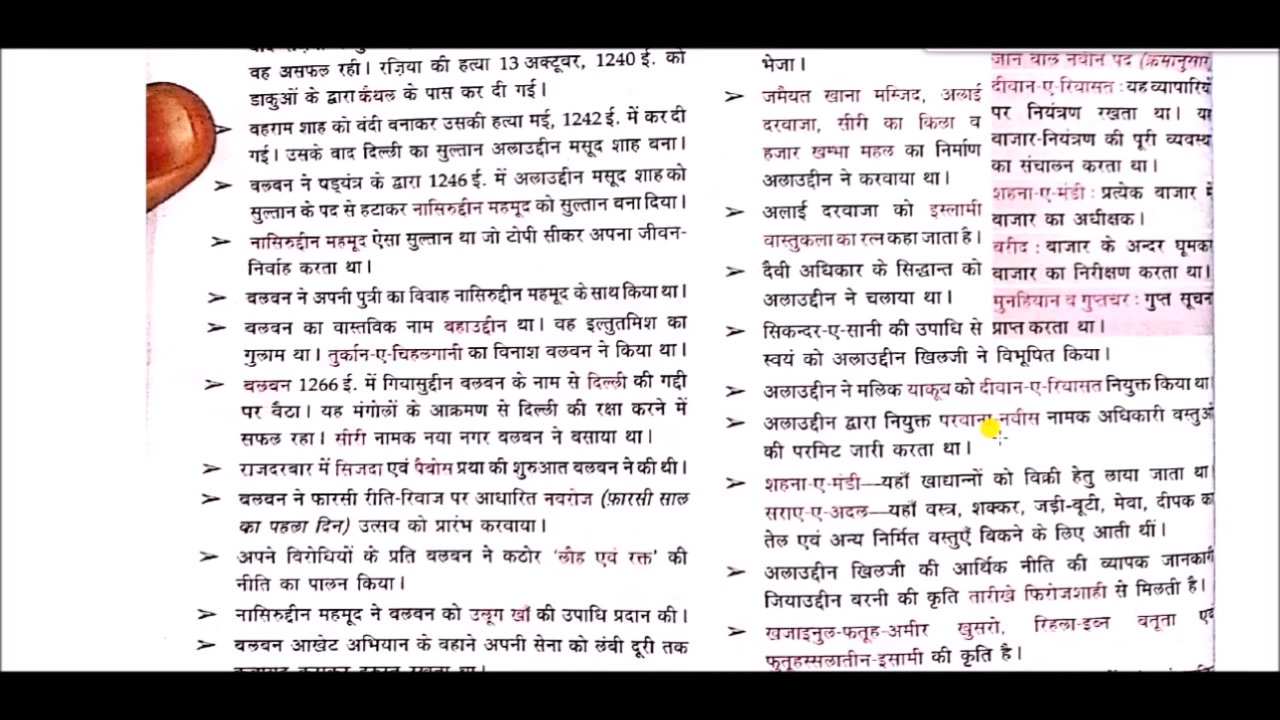 वह असफल रही। रज़िया की हत्या 13 अक्टूबर, 1240 ई. को
डाकुओं के द्वारा कैथल के पास कर दी गई।
➢ बहराम शाह को बंदी बनाकर उसकी हत्या मई, 1242 ई. में कर दी
गई। उसके बाद दिल्ली का सुल्तान अलाउद्दीन मसूद शाह बना।
➢ बलबन ने षड्यंत्र के द्वारा 1246 ई. में अलाउद्दीन मसूद शाह को
सुल्तान के पद से हटाकर नासिरुद्दीन महमूद को सुल्तान बना दिया।
➢ नासिरुद्दीन महमूद ऐसा सुल्तान था जो टोपी सीकर अपना जीवन-
निर्वाह करता था।
➢ बलबन ने अपनी पुत्री का विवाह नासिरुद्दीन महमूद के साथ किया था।
➢ बलबन का वास्तविक नाम बहाउद्दीन था। वह इल्तुतमिश का
गुलाम था। तुर्कान-ए-चिहलगानी का विनाश बलबन ने किया था।
➢ बलबन 1266 ई. में गियासुद्दीन बलबन के नाम से दिल्ली की गद्दी
पर बैठा। यह मंगोलों के आक्रमण से दिल्ली की रक्षा करने में
सफल रहा। सीरी नामक नया नगर बलबन ने बसाया था।
➢ राजदरबार में सिजदा एवं पैबोस प्रथा की शुरुआत बलबन ने की थी।
➢ बलबन ने फारसी रीति-रिवाज पर आधारित नवरोज (फ़ारसी साल
का पहला दिन) उत्सव को प्रारंभ करवाया।
➢ अपने विरोधियों के प्रति बलबन ने कठोर 'लौह एवं रक्त' की
नीति का पालन किया।
➢ नासिरुद्दीन महमूद ने बलबन को उलूग खाँ की उपाधि प्रदान की।
➢ बलबन आखेट अभियान के बहाने अपनी सेना को लंबी दूरी तक
भेजा।
➢ जमैयत खाना मस्जिद, अलाई
दरवाजा, सीरी का किला व
हजार खम्भा महल का निर्माण
अलाउद्दीन ने करवाया था।
➢ अलाई दरवाजा को इस्लामी
वास्तुकला का रत्न कहा जाता है।
➢ दैवी अधिकार के सिद्धान्त को
अलाउद्दीन ने चलाया था।
➢ सिकन्दर-ए-सानी की उपाधि से
स्वयं को अलाउद्दीन खिलजी ने विभूषित किया।
➢ अलाउद्दीन ने मलिक याकूब को दीवान-ए-रियासत नियुक्त किया था
➢ अलाउद्दीन द्वारा नियुक्त परवाना नवीस नामक अधिकारी वस्तुओं
की परमिट जारी करता था।
➢ शहना-ए-मंडी—यहाँ खाद्यान्नों को विक्री हेतु लाया जाता था
सराए-ए-अदल—यहाँ वस्त्र, शक्कर, जड़ी-बूटी, मेवा, दीपक का
तेल एवं अन्य निर्मित वस्तुएँ बिकने के लिए आती थीं।
➢ अलाउद्दीन खिलजी की आर्थिक नीति की व्यापक जानकारी
जियाउद्दीन बरनी की कृति तारीखे फिरोजशाही से मिलती है।
➢ खजाइनुल-फतूह-अमीर खुसरो, रिहला-इब्न बतूता एवं
फुतूहस्सलातीन-इसामी की कृति है।
जाने वाले नवीन पद (क्रमानुसार
दीवान-ए-रियासत : यह व्यापारियों
पर नियंत्रण रखता था। यह
बाजार-नियंत्रण की पूरी व्यवस्था
का संचालन करता था।
शहना-ए-मंडी : प्रत्येक बाजार में
बाजार का अधीक्षक।
बरीद : बाजार के अन्दर घूमकर
बाजार का निरीक्षण करता था।
मुनहियान व गुप्तचर : गुप्त सूचना
प्राप्त करता था।